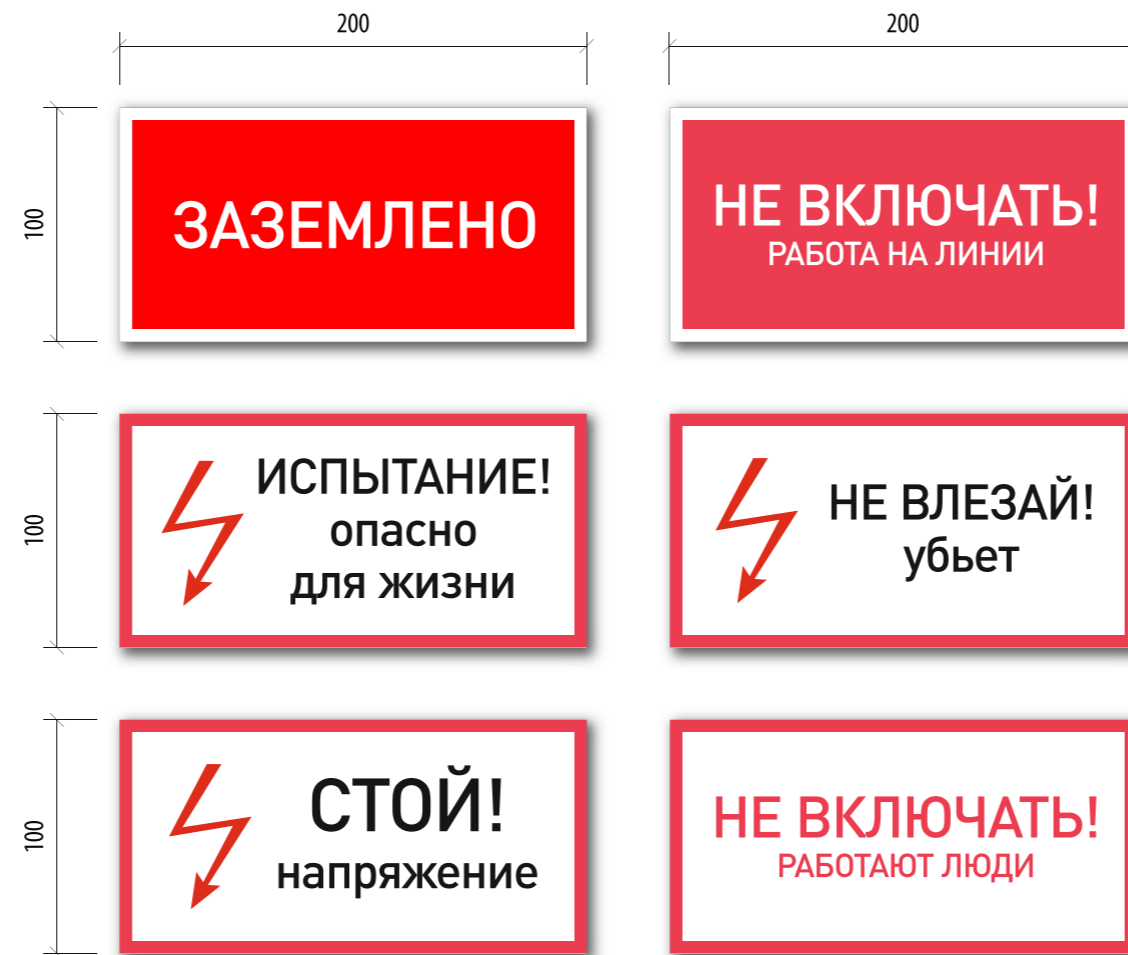 200
200
100
ЗАЗЕМЛЕНО
НЕ ВКЛЮЧАТЬ!
РАБОТА НА ЛИНИИ
100
ИСПЫТАНИЕ!
опасно
для жизни
НЕ ВЛЕЗАЙ!
убьет
100
СТОЙ!
напряжение
НЕ ВКЛЮЧАТЬ!
РАБОТАЮТ ЛЮДИ